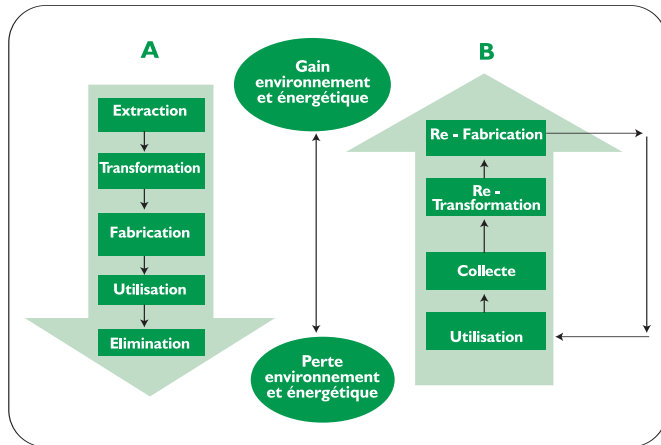 A
Extraction
Transformation
Fabrication
Utilisation
Elimination
Gain
environnement
et énergétique
Perte
environnement
et énergétique
B
Re - Fabrication
Re -
Transformation
Collecte
Utilisation